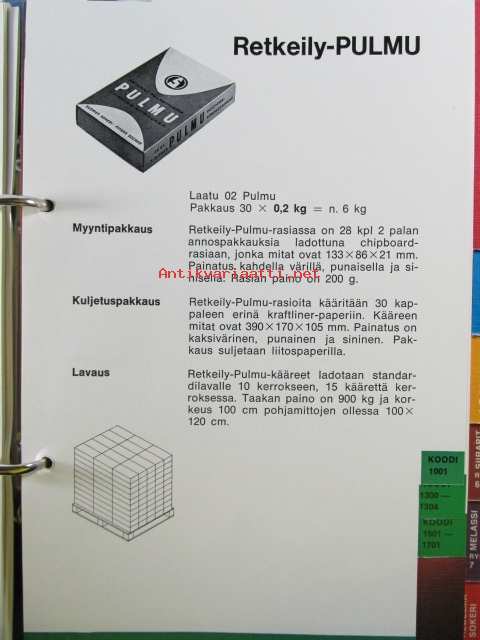 Retkeily-PULMU
PULMU
PULMU
Laatu 02 Pulmu
Pakkaus 30 × 0,2 kg = n. 6 kg
Myyntipakkaus
Retkeily-Pulmu-rasiassa on 28 kpl 2 palan
annospakkauksia ladottuna chipboard-
rasiaan, jonka mitat ovat 133×86×21 mm.
Painatus kahdella värillä, punaisella ja si-
nisellä. Rasian paino on 200 g.
Antikvariaatti.net
Kuljetuspakkaus
Retkeily-Pulmu-rasioita kääritään 30 kap-
paleen erinä kraftliner-paperiin. Kääreen
mitat ovat 390×170×105 mm. Painatus on
kaksivärinen, punainen ja sininen. Pak-
kaus suljetaan liitospaperilla.
Lavaus
Retkeily-Pulmu-kääreet ladotaan standar-
dilavalle 10 kerrokseen, 15 käärettä ker-
roksessa. Taakan paino on 900 kg ja kor-
keus 100 cm pohjamittojen ollessa 100×
120 cm.
KOODI
1001
1300—
1304
KOODI
1701
MELASSI
7
SOKERI